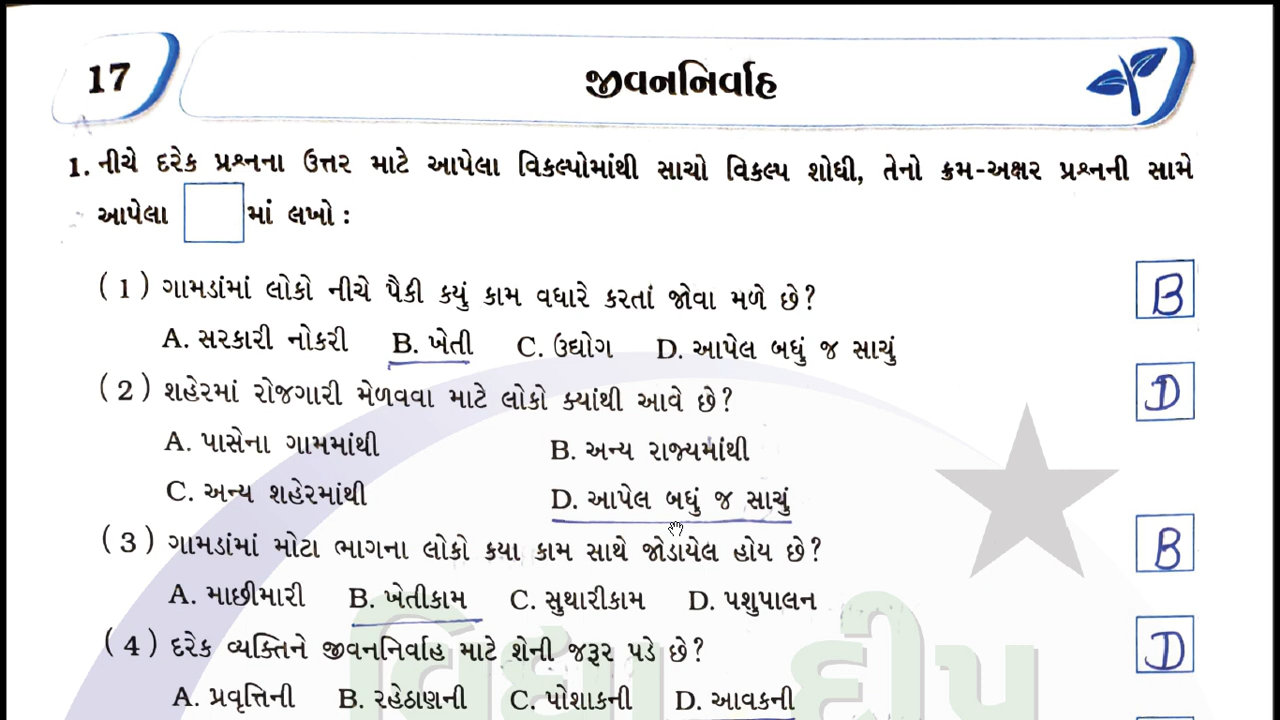 17
જીવનનિર્વાહ
1. નીચે દરેક પ્રશ્નના ઉત્તર માટે આપેલા વિકલ્પોમાંથી સાચો વિકલ્પ શોધી, તેનો ક્રમ-અક્ષર પ્રશ્નની સામે
આપેલા માં લખો :
( 1 ) ગામડાંમાં લોકો નીચે પૈકી કયું કામ વધારે કરતાં જોવા મળે છે? B
A. સરકારી નોકરી B. ખેતી C. ઉદ્યોગ D. આપેલ બધું જ સાચું
( 2 ) શહેરમાં રોજગારી મેળવવા માટે લોકો ક્યાંથી આવે છે? D
A. પાસેના ગામમાંથી B. અન્ય રાજ્યમાંથી
C. અન્ય શહેરમાંથી D. આપેલ બધું જ સાચું
( 3 ) ગામડાંમાં મોટા ભાગના લોકો કયા કામ સાથે જોડાયેલ હોય છે? B
A. માછીમારી B. ખેતીકામ C. સુથારીકામ D. પશુપાલન
( 4 ) દરેક વ્યક્તિને જીવનનિર્વાહ માટે શેની જરૂર પડે છે? D
A. પ્રવૃત્તિની B. રહેઠાણની C. પોશાકની D. આવકની
વિદ્યા દીપ